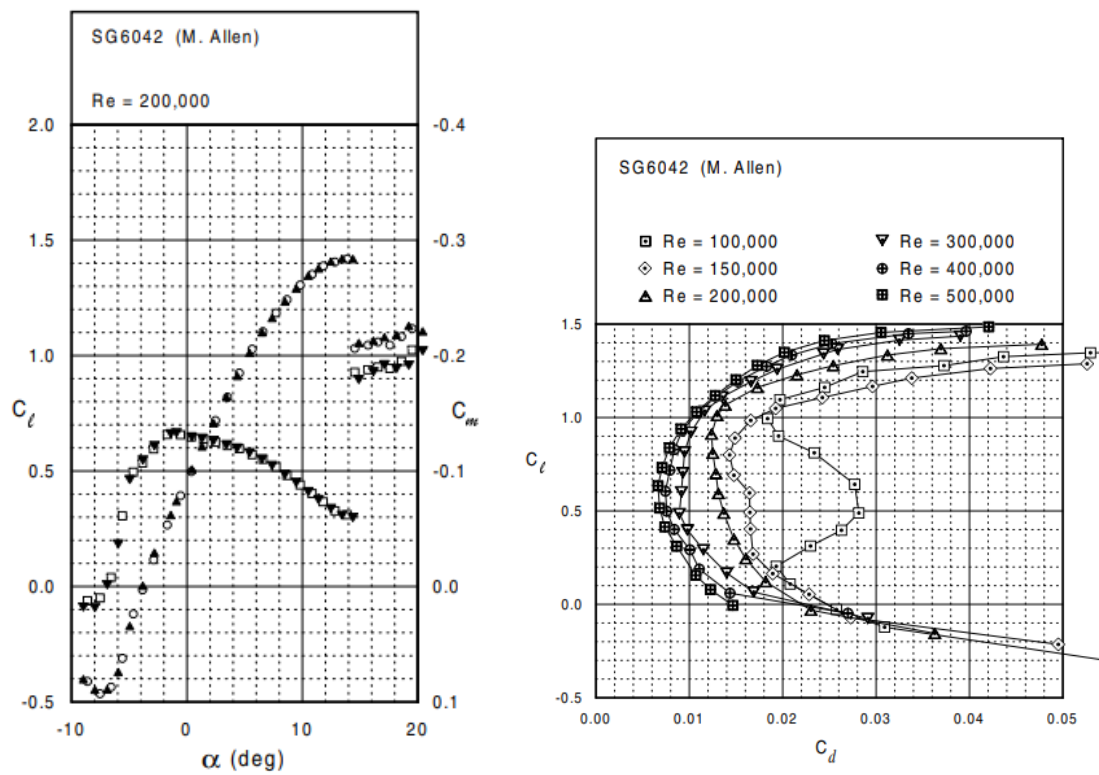 SG6042 (M. Allen)
Re = 200,000
2.0
1.5
1.0
0.5
0.0
-0.5
-0.4
-0.3
-0.2
-0.1
0.0
0.1
C_l
C_m
-10
0
10
20
α (deg)
SG6042 (M. Allen)
Re = 100,000
Re = 150,000
Re = 200,000
Re = 300,000
Re = 400,000
Re = 500,000
1.5
1.0
0.5
0.0
-0.5
C_l
0.00
0.01
0.02
0.03
0.04
0.05
C_d